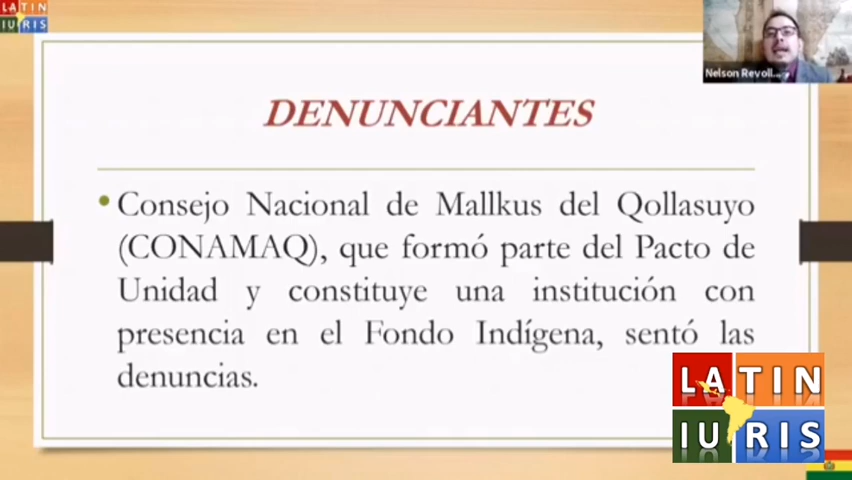 LATIN
IURIS
Nelson Revoll...
DENUNCIANTES
• Consejo Nacional de Mallkus del Qollasuyo
(CONAMAQ), que formó parte del Pacto de
Unidad y constituye una institución con
presencia en el Fondo Indígena, sentó las
denuncias.
LATIN
IURIS